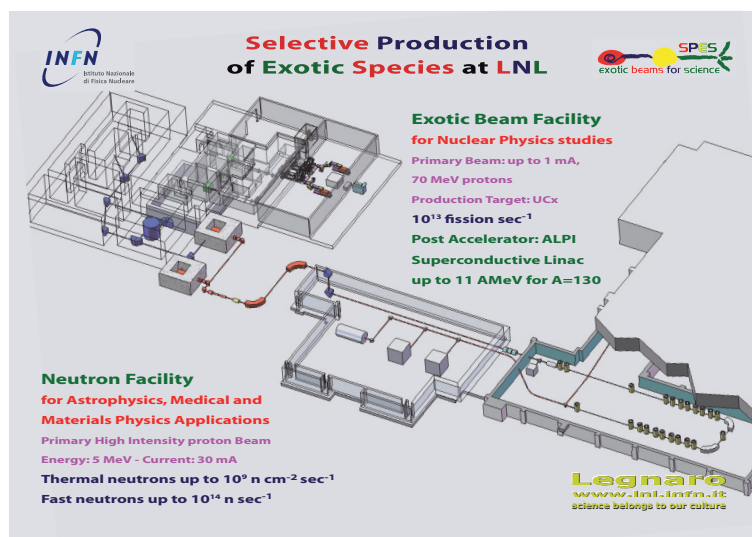 INFN
Istituto Nazionale
di Fisica Nucleare
Selective Production
of Exotic Species at LNL
SPES
exotic beams for science
Exotic Beam Facility
for Nuclear Physics studies
Primary Beam: up to 1 mA,
70 MeV protons
Production Target: UCx
10¹³ fission sec⁻¹
Post Accelerator: ALPI
Superconductive Linac
up to 11 AMeV for A=130
Neutron Facility
for Astrophysics, Medical and
Materials Physics Applications
Primary High Intensity proton Beam
Energy: 5 MeV - Current: 30 mA
Thermal neutrons up to 10⁹ n cm⁻² sec⁻¹
Fast neutrons up to 10¹⁴ n sec⁻¹
Legnaro
www.lnl.infn.it
science belongs to our culture